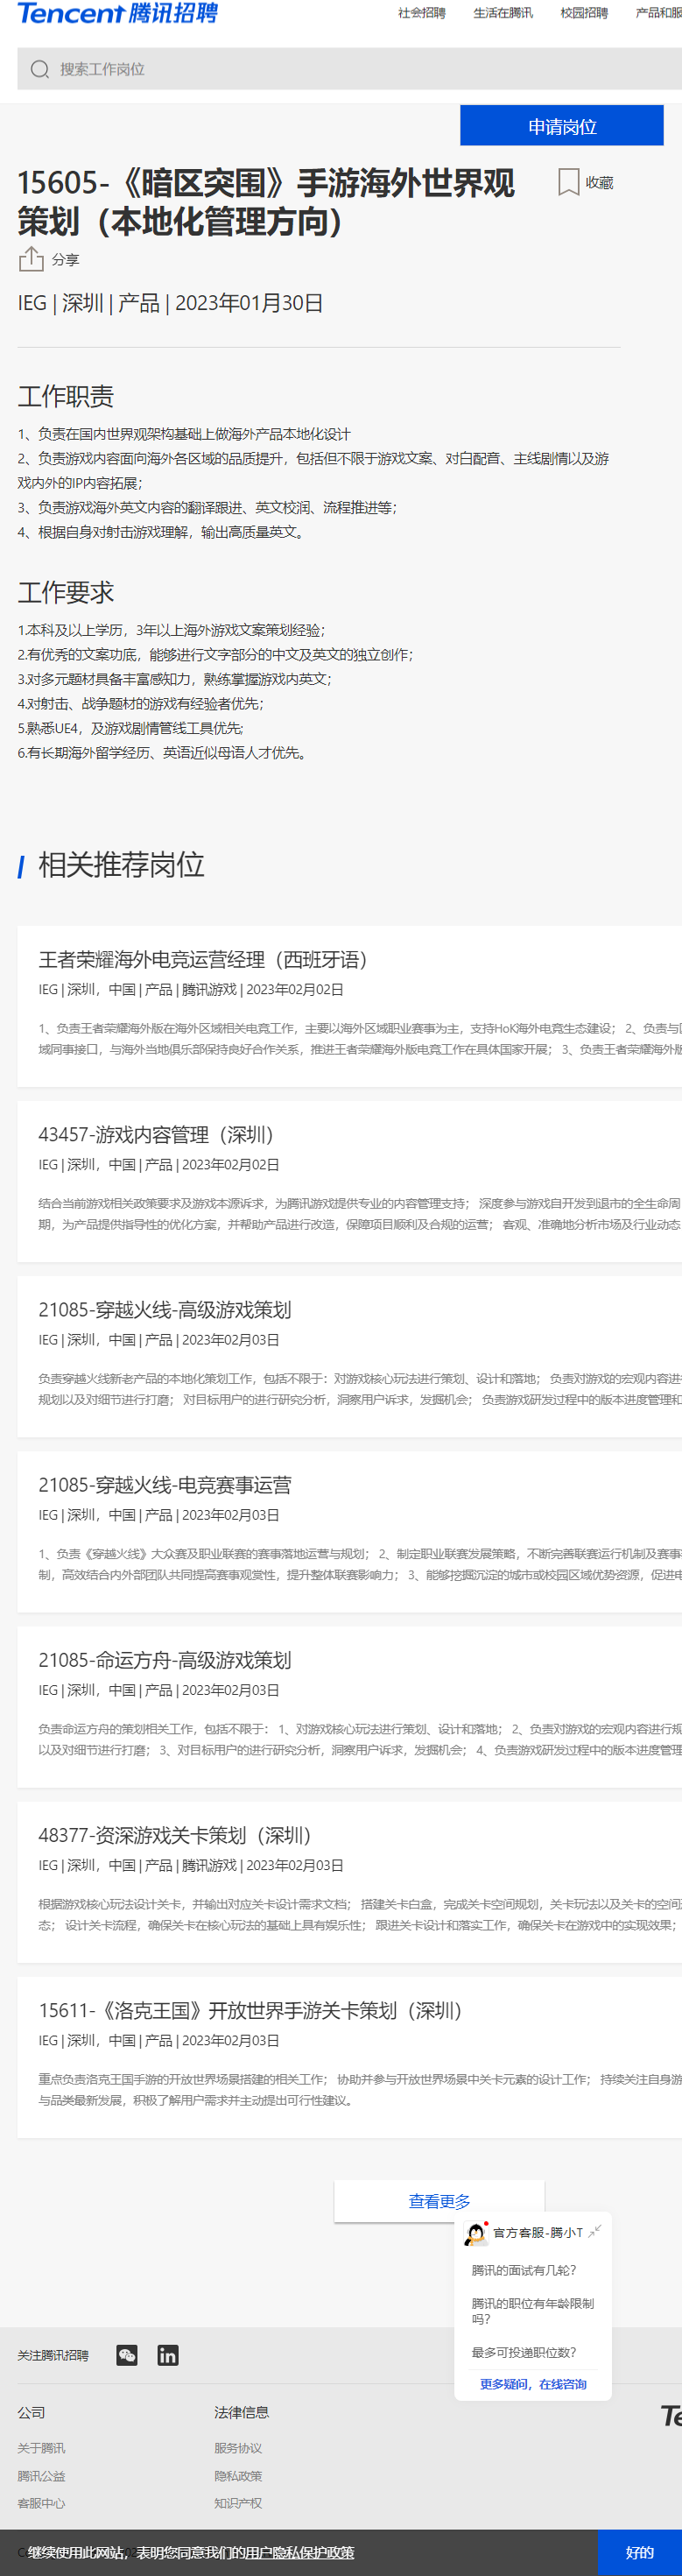 Tencent 腾讯招聘
社会招聘 生活在腾讯 校园招聘 产品和服
搜索工作岗位
申请岗位
15605-《暗区突围》手游海外世界观
策划（本地化管理方向）
收藏
分享
IEG | 深圳 | 产品 | 2023年01月30日
工作职责
1、负责在国内世界观架构基础上做海外产品本地化设计
2、负责游戏内容面向海外各区域的品质提升，包括但不限于游戏文案、对白配音、主线剧情以及游
戏内外的IP内容拓展；
3、负责游戏海外英文内容的翻译跟进、英文校润、流程推进等；
4、根据自身对射击游戏理解，输出高质量英文。
工作要求
1.本科及以上学历，3年以上海外游戏文案策划经验；
2.有优秀的文案功底，能够进行文字部分的中文及英文的独立创作；
3.对多元题材具备丰富感知力，熟练掌握游戏内英文；
4.对射击、战争题材的游戏有经验者优先；
5.熟悉UE4，及游戏剧情管线工具优先;
6.有长期海外留学经历、英语近似母语人才优先。
相关推荐岗位
王者荣耀海外电竞运营经理（西班牙语）
IEG | 深圳，中国 | 产品 | 腾讯游戏 | 2023年02月02日
1、负责王者荣耀海外版在海外区域相关电竞工作，主要以海外区域职业赛事为主，支持HoK海外电竞生态建设； 2、负责与
域同事接口，与海外当地俱乐部保持良好合作关系，推进王者荣耀海外版电竞工作在具体国家开展； 3、负责王者荣耀海外版
43457-游戏内容管理（深圳）
IEG | 深圳，中国 | 产品 | 2023年02月02日
结合当前游戏相关政策要求及游戏本源诉求，为腾讯游戏提供专业的内容管理支持； 深度参与游戏自开发到退市的全生命周
期，为产品提供指导性的优化方案，并帮助产品进行改造，保障项目顺利及合规的运营； 客观、准确地分析市场及行业动态
21085-穿越火线-高级游戏策划
IEG | 深圳，中国 | 产品 | 2023年02月03日
负责穿越火线新老产品的本地化策划工作，包括不限于：对游戏核心玩法进行策划、设计和落地； 负责对游戏的宏观内容进
规划以及对细节进行打磨； 对目标用户的进行研究分析，洞察用户诉求，发掘机会； 负责游戏研发过程中的版本进度管理和
21085-穿越火线-电竞赛事运营
IEG | 深圳，中国 | 产品 | 2023年02月03日
1、负责《穿越火线》大众赛及职业联赛的赛事落地运营与规划； 2、制定职业联赛发展策略，不断完善联赛运行机制及赛事
制，高效结合内外部团队共同提高赛事观赏性，提升整体联赛影响力； 3、能够挖掘沉淀的城市或校园区域优势资源，促进电
21085-命运方舟-高级游戏策划
IEG | 深圳，中国 | 产品 | 2023年02月03日
负责命运方舟的策划相关工作，包括不限于： 1、对游戏核心玩法进行策划、设计和落地； 2、负责对游戏的宏观内容进行规
以及对细节进行打磨； 3、对目标用户的进行研究分析，洞察用户诉求，发掘机会； 4、负责游戏研发过程中的版本进度管理
48377-资深游戏关卡策划（深圳）
IEG | 深圳，中国 | 产品 | 腾讯游戏 | 2023年02月03日
根据游戏核心玩法设计关卡，并输出对应关卡设计需求文档； 搭建关卡白盒，完成关卡空间规划，关卡玩法以及关卡的空间
态； 设计关卡流程，确保关卡在核心玩法的基础上具有娱乐性； 跟进关卡设计和落实工作，确保关卡在游戏中的实现效果；
15611-《洛克王国》开放世界手游关卡策划（深圳）
IEG | 深圳，中国 | 产品 | 2023年02月03日
重点负责洛克王国手游的开放世界场景搭建的相关工作； 协助并参与开放世界场景中关卡元素的设计工作； 持续关注自身游
与品类最新发展，积极了解用户需求并主动提出可行性建议。
查看更多
官方客服-腾小T
腾讯的面试有几轮？
腾讯的职位有年龄限制
吗？
最多可投递职位数？
更多疑问，在线咨询
关注腾讯招聘
公司 法律信息
关于腾讯 服务协议
腾讯公益 隐私政策
客服中心 知识产权
继续使用此网站，表明您同意我们的用户隐私保护政策
好的